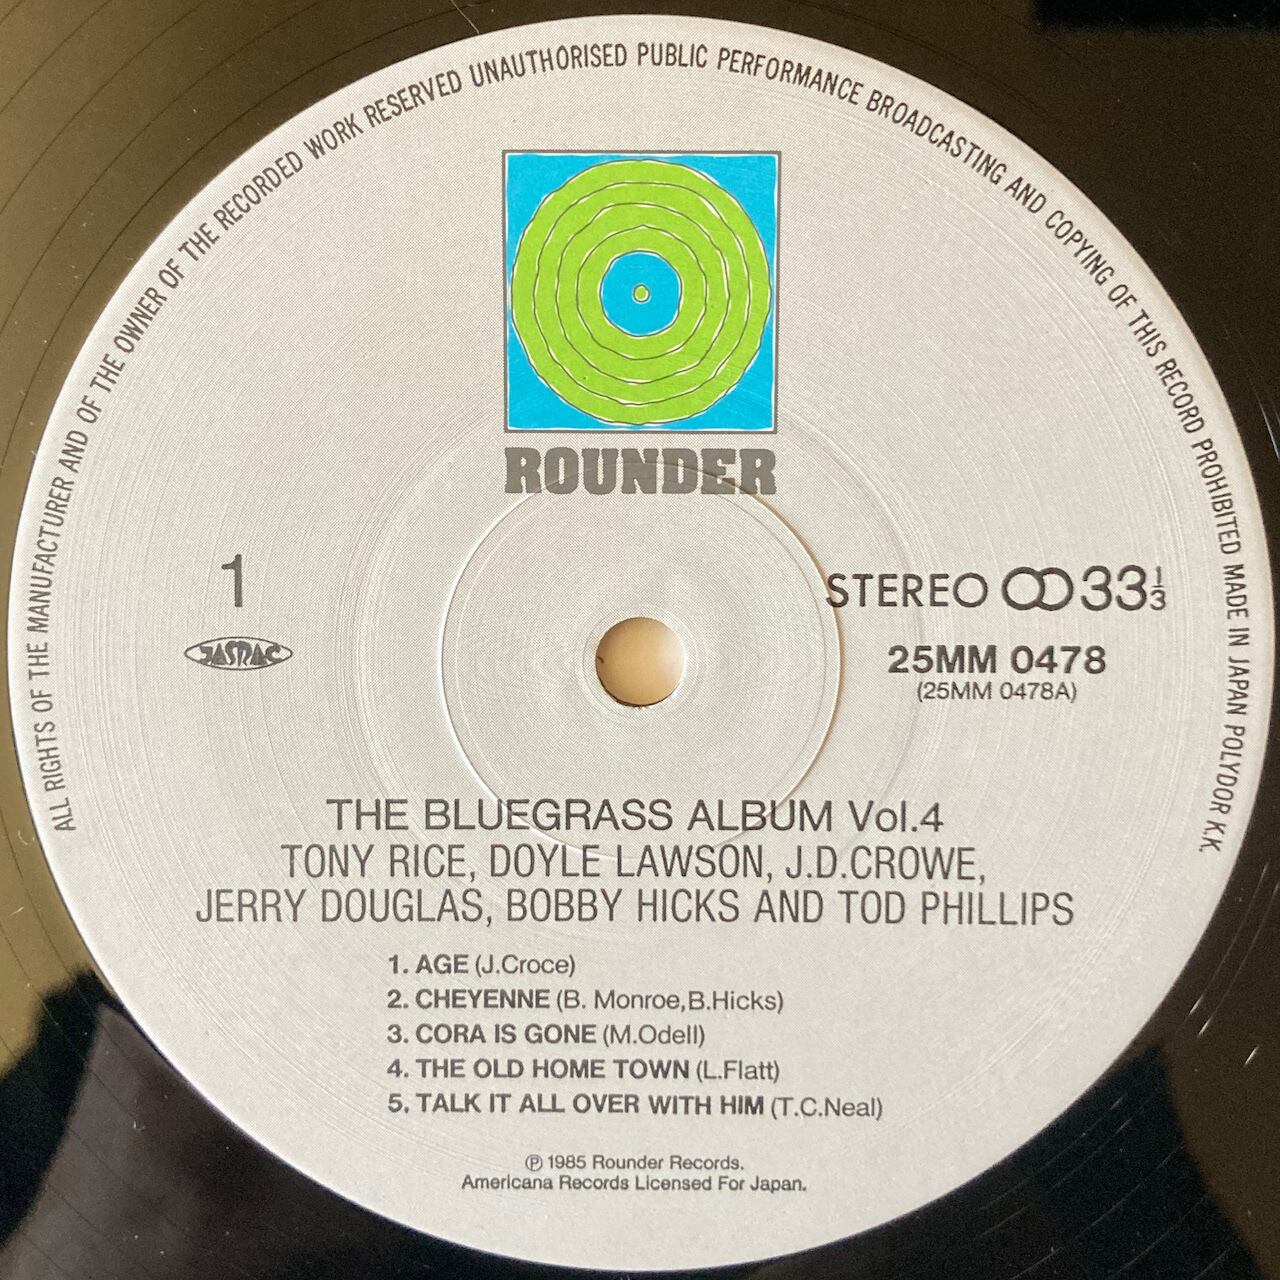 ALL RIGHTS OF THE MANUFACTURER AND OF THE OWNER OF THE RECORDED WORK RESERVED UNAUTHORISED PUBLIC PERFORMANCE BROADCASTING AND COPYING OF THIS RECORD PROHIBITED MADE IN JAPAN POLYDOR K.K.
ROUNDER
1
JASRAC
STEREO 33⅓
25MM 0478
(25MM 0478A)
THE BLUEGRASS ALBUM Vol.4
TONY RICE, DOYLE LAWSON, J.D.CROWE,
JERRY DOUGLAS, BOBBY HICKS AND TOD PHILLIPS
1. AGE (J.Croce)
2. CHEYENNE (B. Monroe,B.Hicks)
3. CORA IS GONE (M.Odell)
4. THE OLD HOME TOWN (L.Flatt)
5. TALK IT ALL OVER WITH HIM (T.C.Neal)
℗ 1985 Rounder Records.
Americana Records Licensed For Japan.